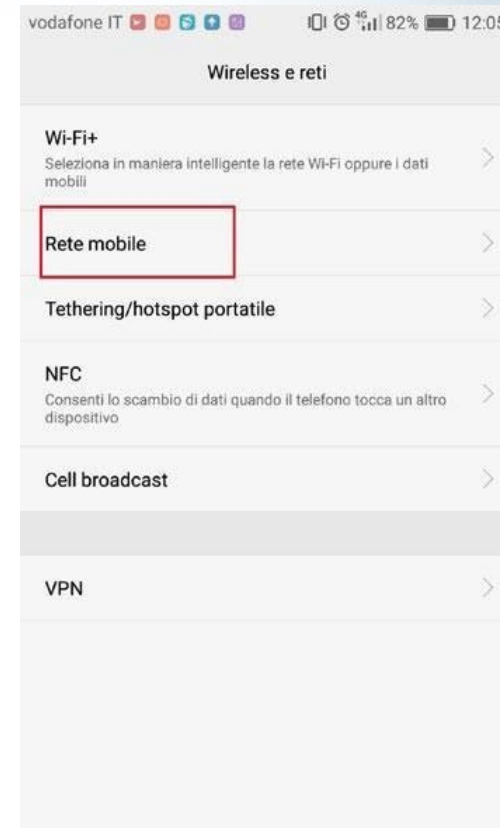 vodafone IT 4G 82% 12:05
Wireless e reti
Wi-Fi+
Seleziona in maniera intelligente la rete Wi-Fi oppure i dati
mobili
Rete mobile
Tethering/hotspot portatile
NFC
Consenti lo scambio di dati quando il telefono tocca un altro
dispositivo
Cell broadcast
VPN